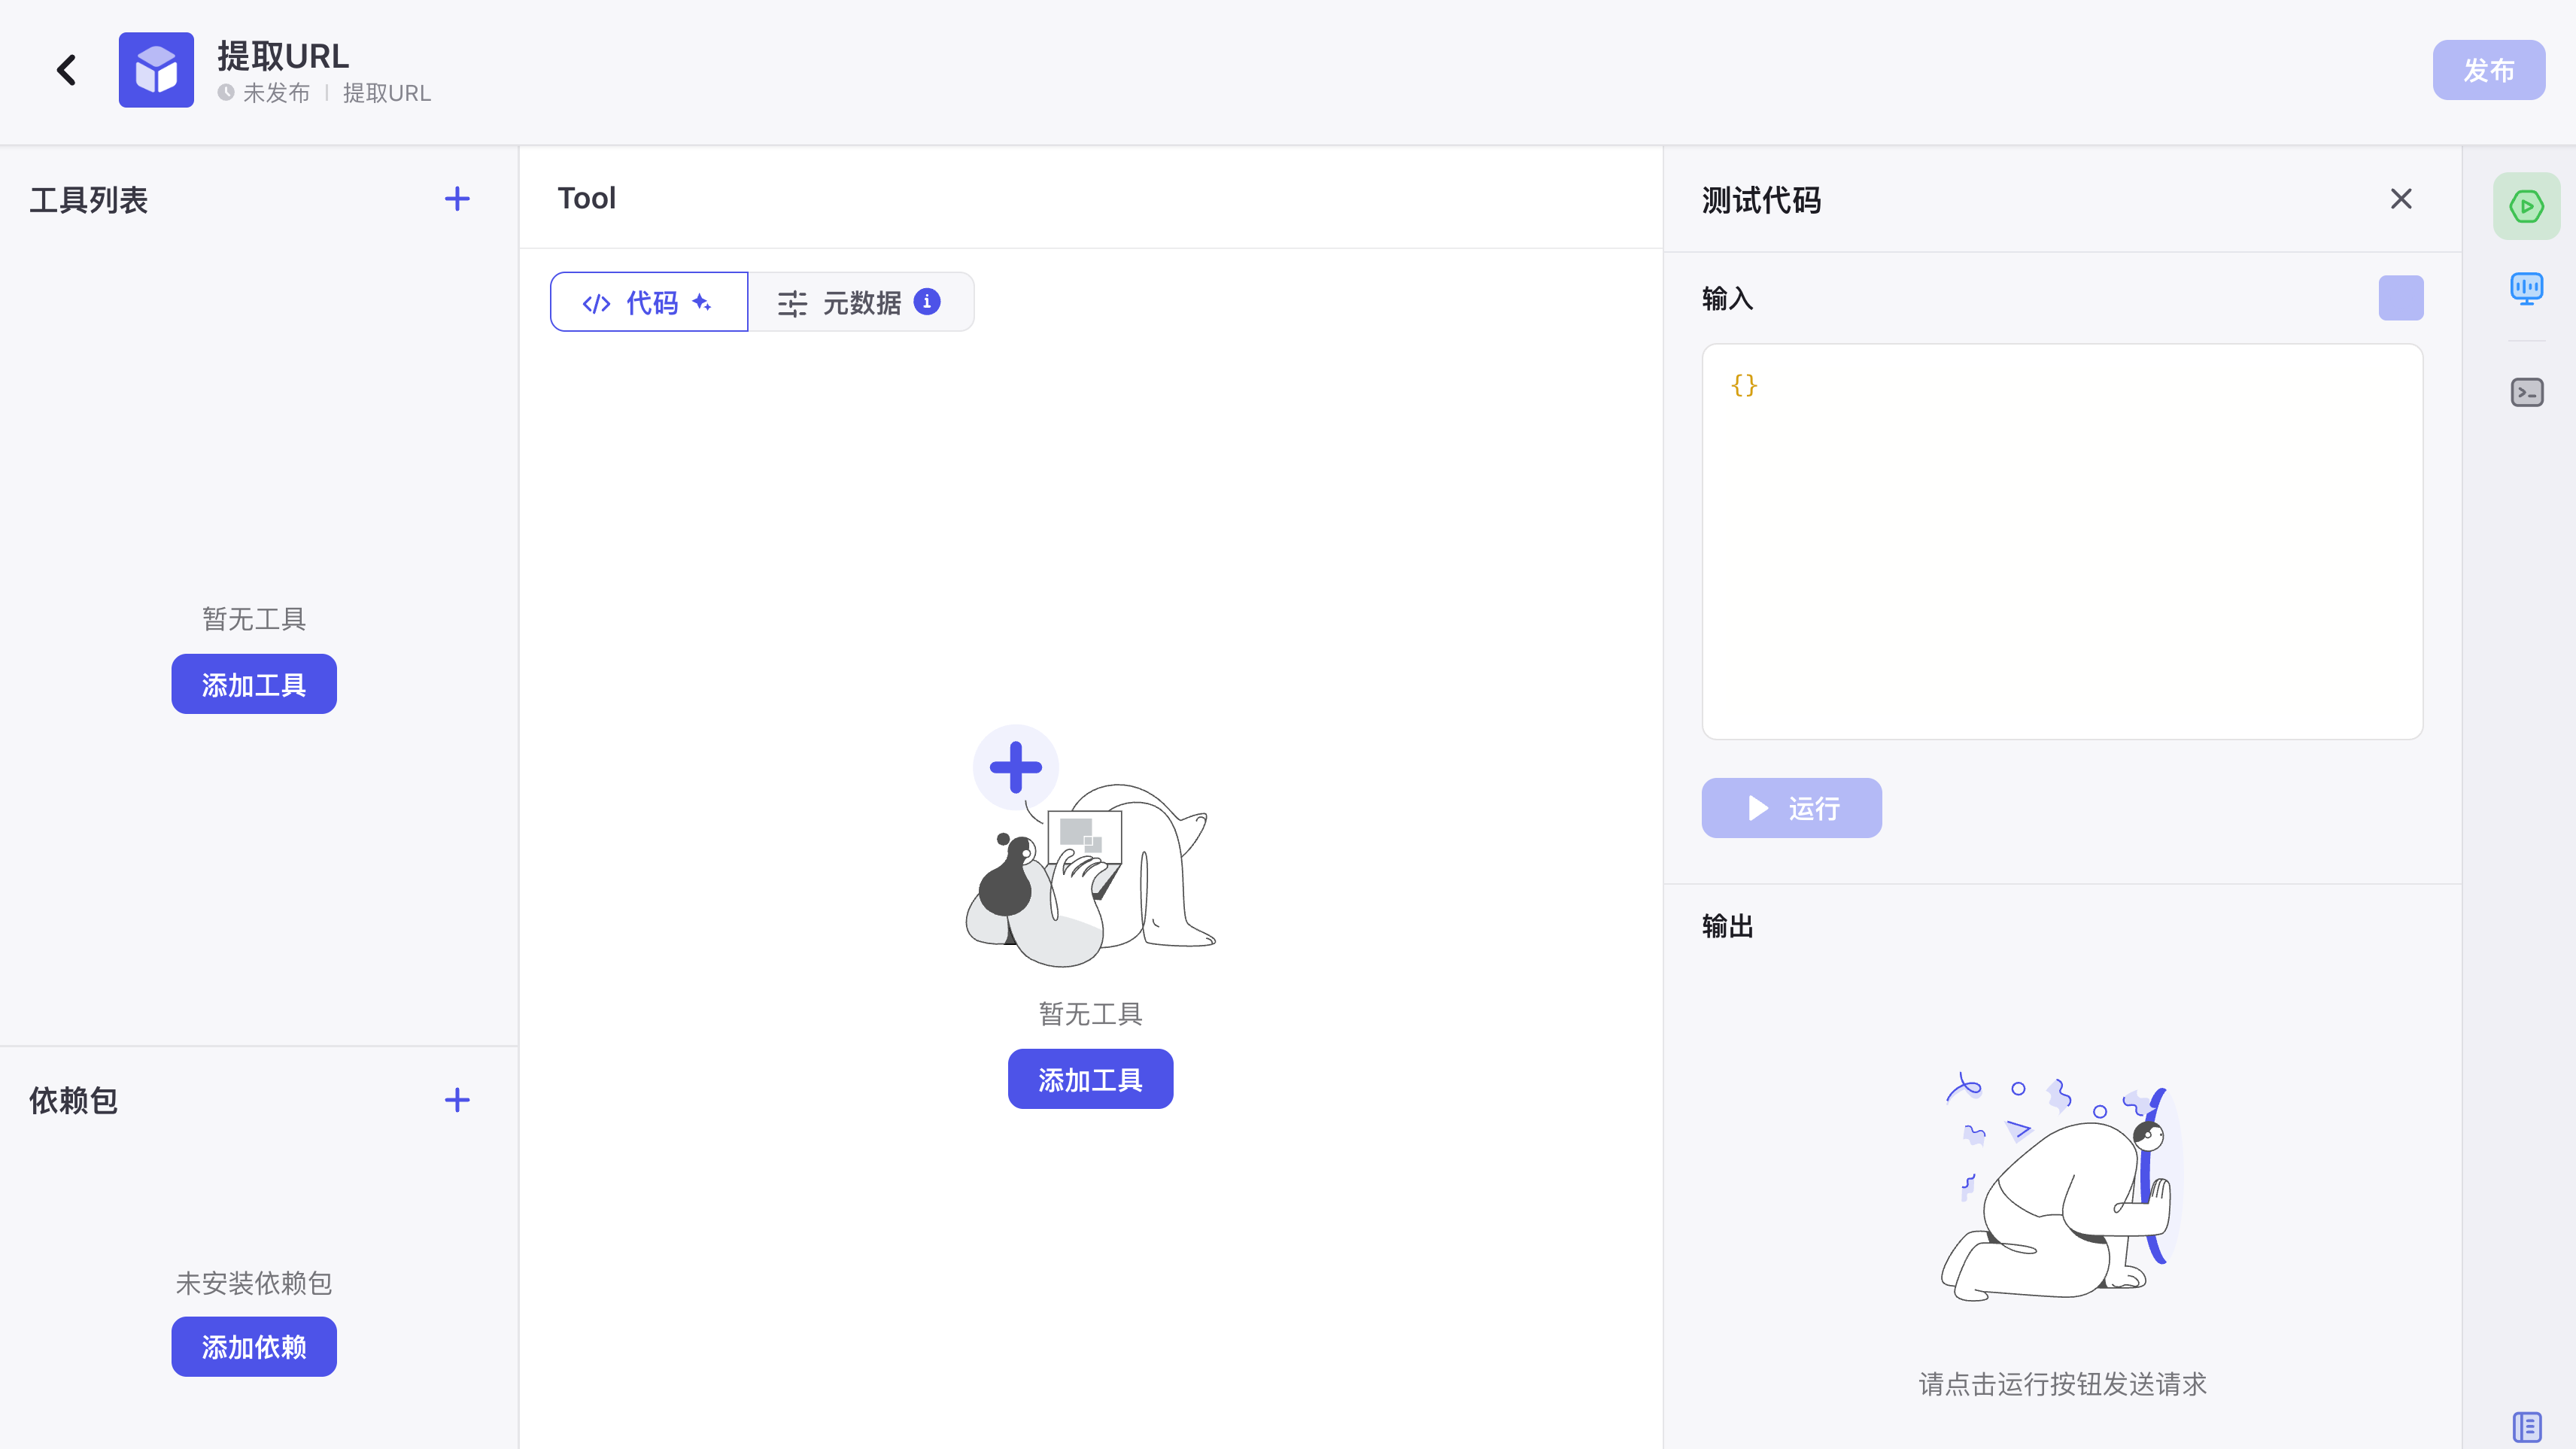 提取URL
未发布 | 提取URL
发布
工具列表
暂无工具
添加工具
依赖包
未安装依赖包
添加依赖
Tool
代码
元数据
暂无工具
添加工具
测试代码
输入
{}
运行
输出
请点击运行按钮发送请求